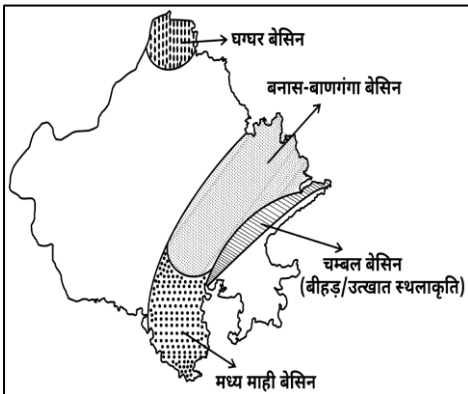 घग्घर बेसिन
बनास-बाणगंगा बेसिन
चम्बल बेसिन
(बीहड़/उत्खात स्थलाकृति)
मध्य माही बेसिन